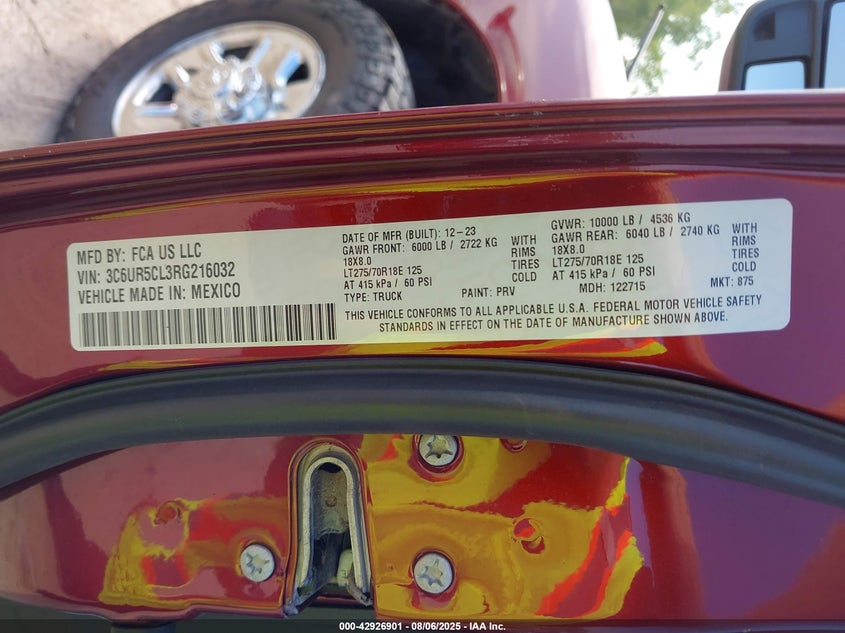 MFD BY: FCA US LLC
VIN: 3C6UR5CL3RG216032
VEHICLE MADE IN: MEXICO
DATE OF MFR (BUILT): 12-23
GAWR FRONT: 6000 LB / 2722 KG WITH
18X8.0 RIMS
LT275/70R18E 125 TIRES
AT 415 kPa / 60 PSI COLD
TYPE: TRUCK PAINT: PRV
GVWR: 10000 LB / 4536 KG
GAWR REAR: 6040 LB / 2740 KG WITH
18X8.0 RIMS
LT275/70R18E 125 TIRES
AT 415 kPa / 60 PSI COLD
MDH: 122715 MKT: 875
THIS VEHICLE CONFORMS TO ALL APPLICABLE U.S.A. FEDERAL MOTOR VEHICLE SAFETY
STANDARDS IN EFFECT ON THE DATE OF MANUFACTURE SHOWN ABOVE.
000-42926901 - 08/06/2025 - IAA Inc.